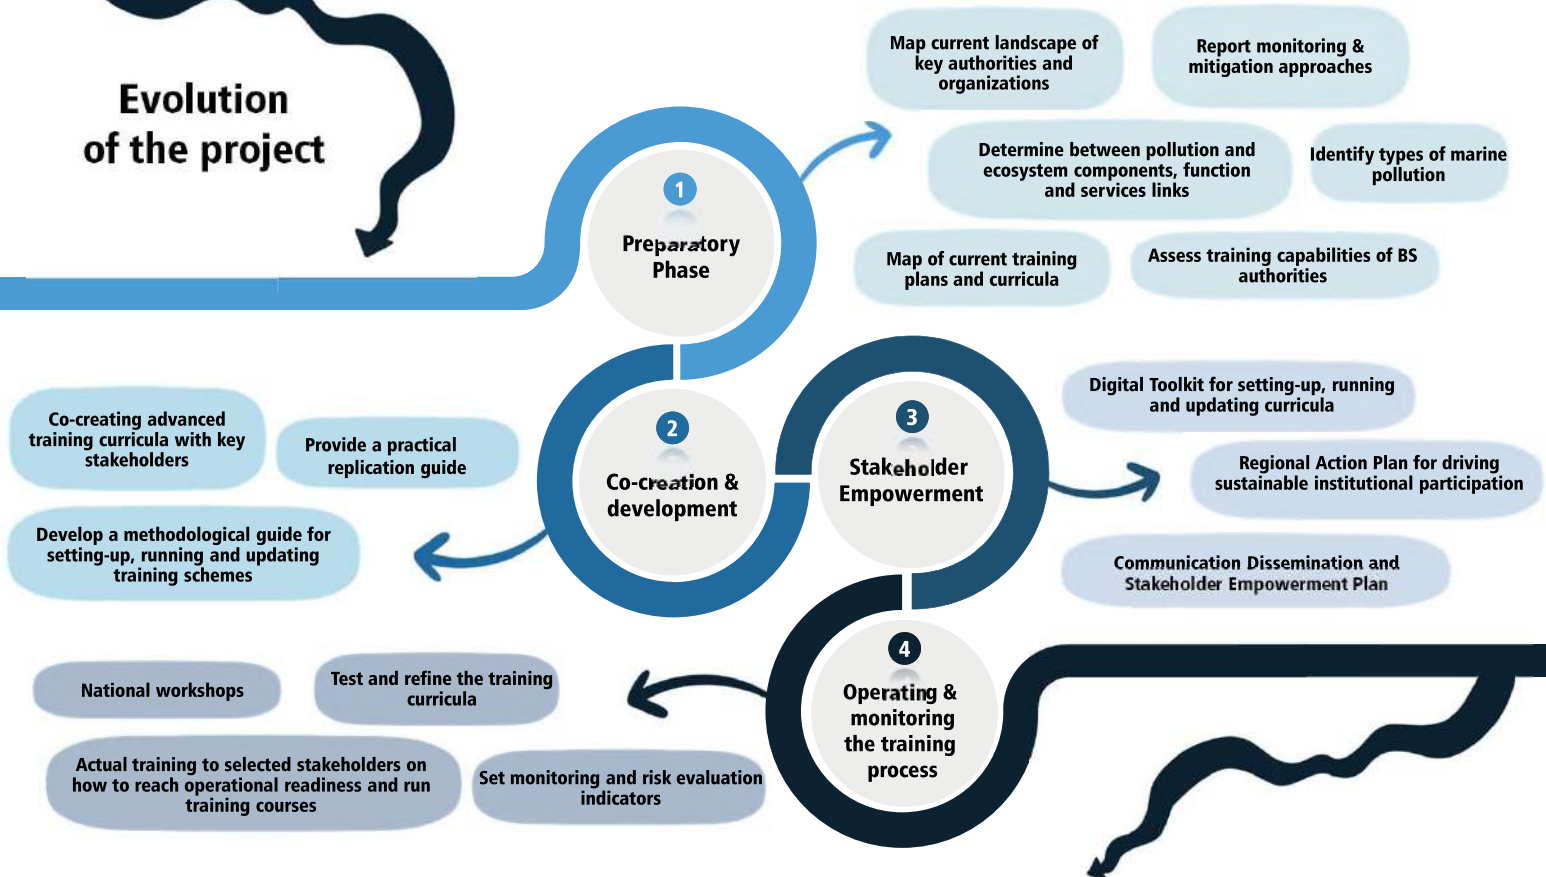 Evolution
of the project
1
Preparatory
Phase
Map current landscape of
key authorities and
organizations
Report monitoring &
mitigation approaches
Determine between pollution and
ecosystem components, function
and services links
Identify types of marine
pollution
Map of current training
plans and curricula
Assess training capabilities of BS
authorities
2
Co-creation &
development
Co-creating advanced
training curricula with key
stakeholders
Provide a practical
replication guide
Develop a methodological guide for
setting-up, running and updating
training schemes
3
Stakeholder
Empowerment
Digital Toolkit for setting-up, running
and updating curricula
Regional Action Plan for driving
sustainable institutional participation
Communication Dissemination and
Stakeholder Empowerment Plan
4
Operating &
monitoring
the training
process
National workshops
Test and refine the training
curricula
Actual training to selected stakeholders on
how to reach operational readiness and run
training courses
Set monitoring and risk evaluation
indicators